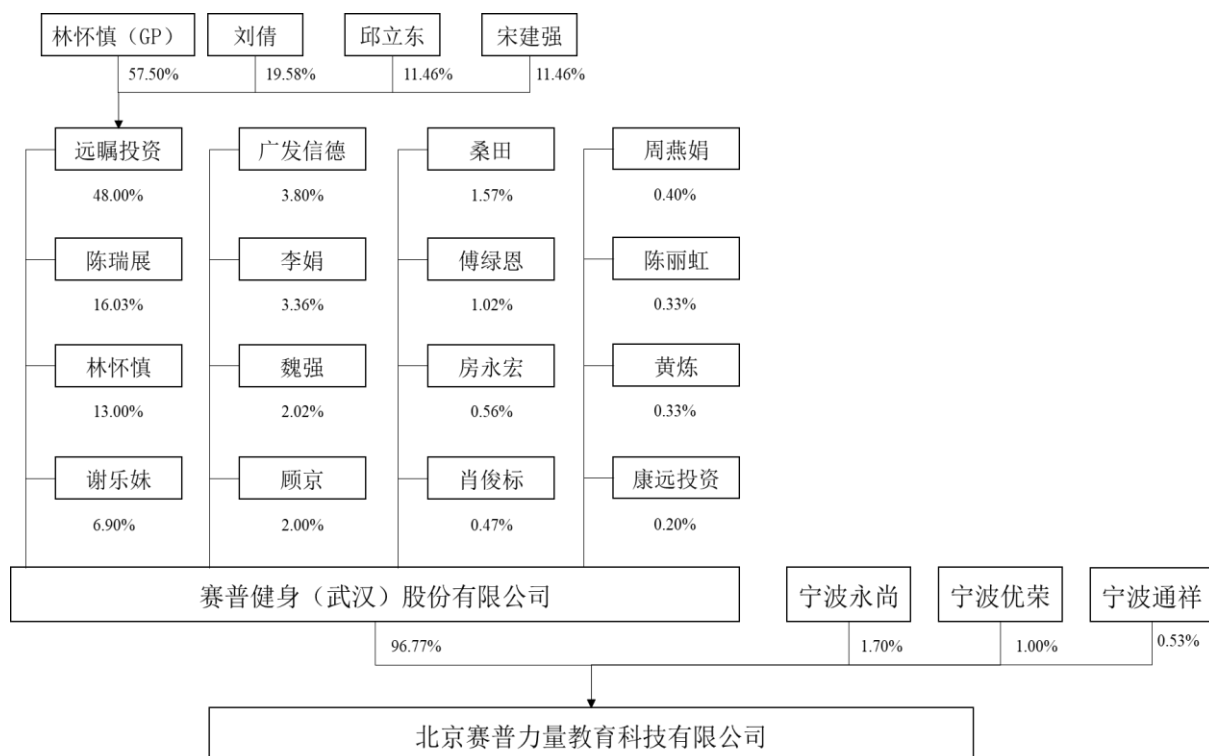 林怀慎（GP）
刘倩
邱立东
宋建强
57.50%
19.58%
11.46%
11.46%
远瞩投资
广发信德
桑田
周燕娟
48.00%
3.80%
1.57%
0.40%
陈瑞展
李娟
傅绿恩
陈丽虹
16.03%
3.36%
1.02%
0.33%
林怀慎
魏强
房永宏
黄炼
13.00%
2.02%
0.56%
0.33%
谢乐妹
顾京
肖俊标
康远投资
6.90%
2.00%
0.47%
0.20%
赛普健身（武汉）股份有限公司
宁波永尚
宁波优荣
宁波通祥
96.77%
1.70%
1.00%
0.53%
北京赛普力量教育科技有限公司